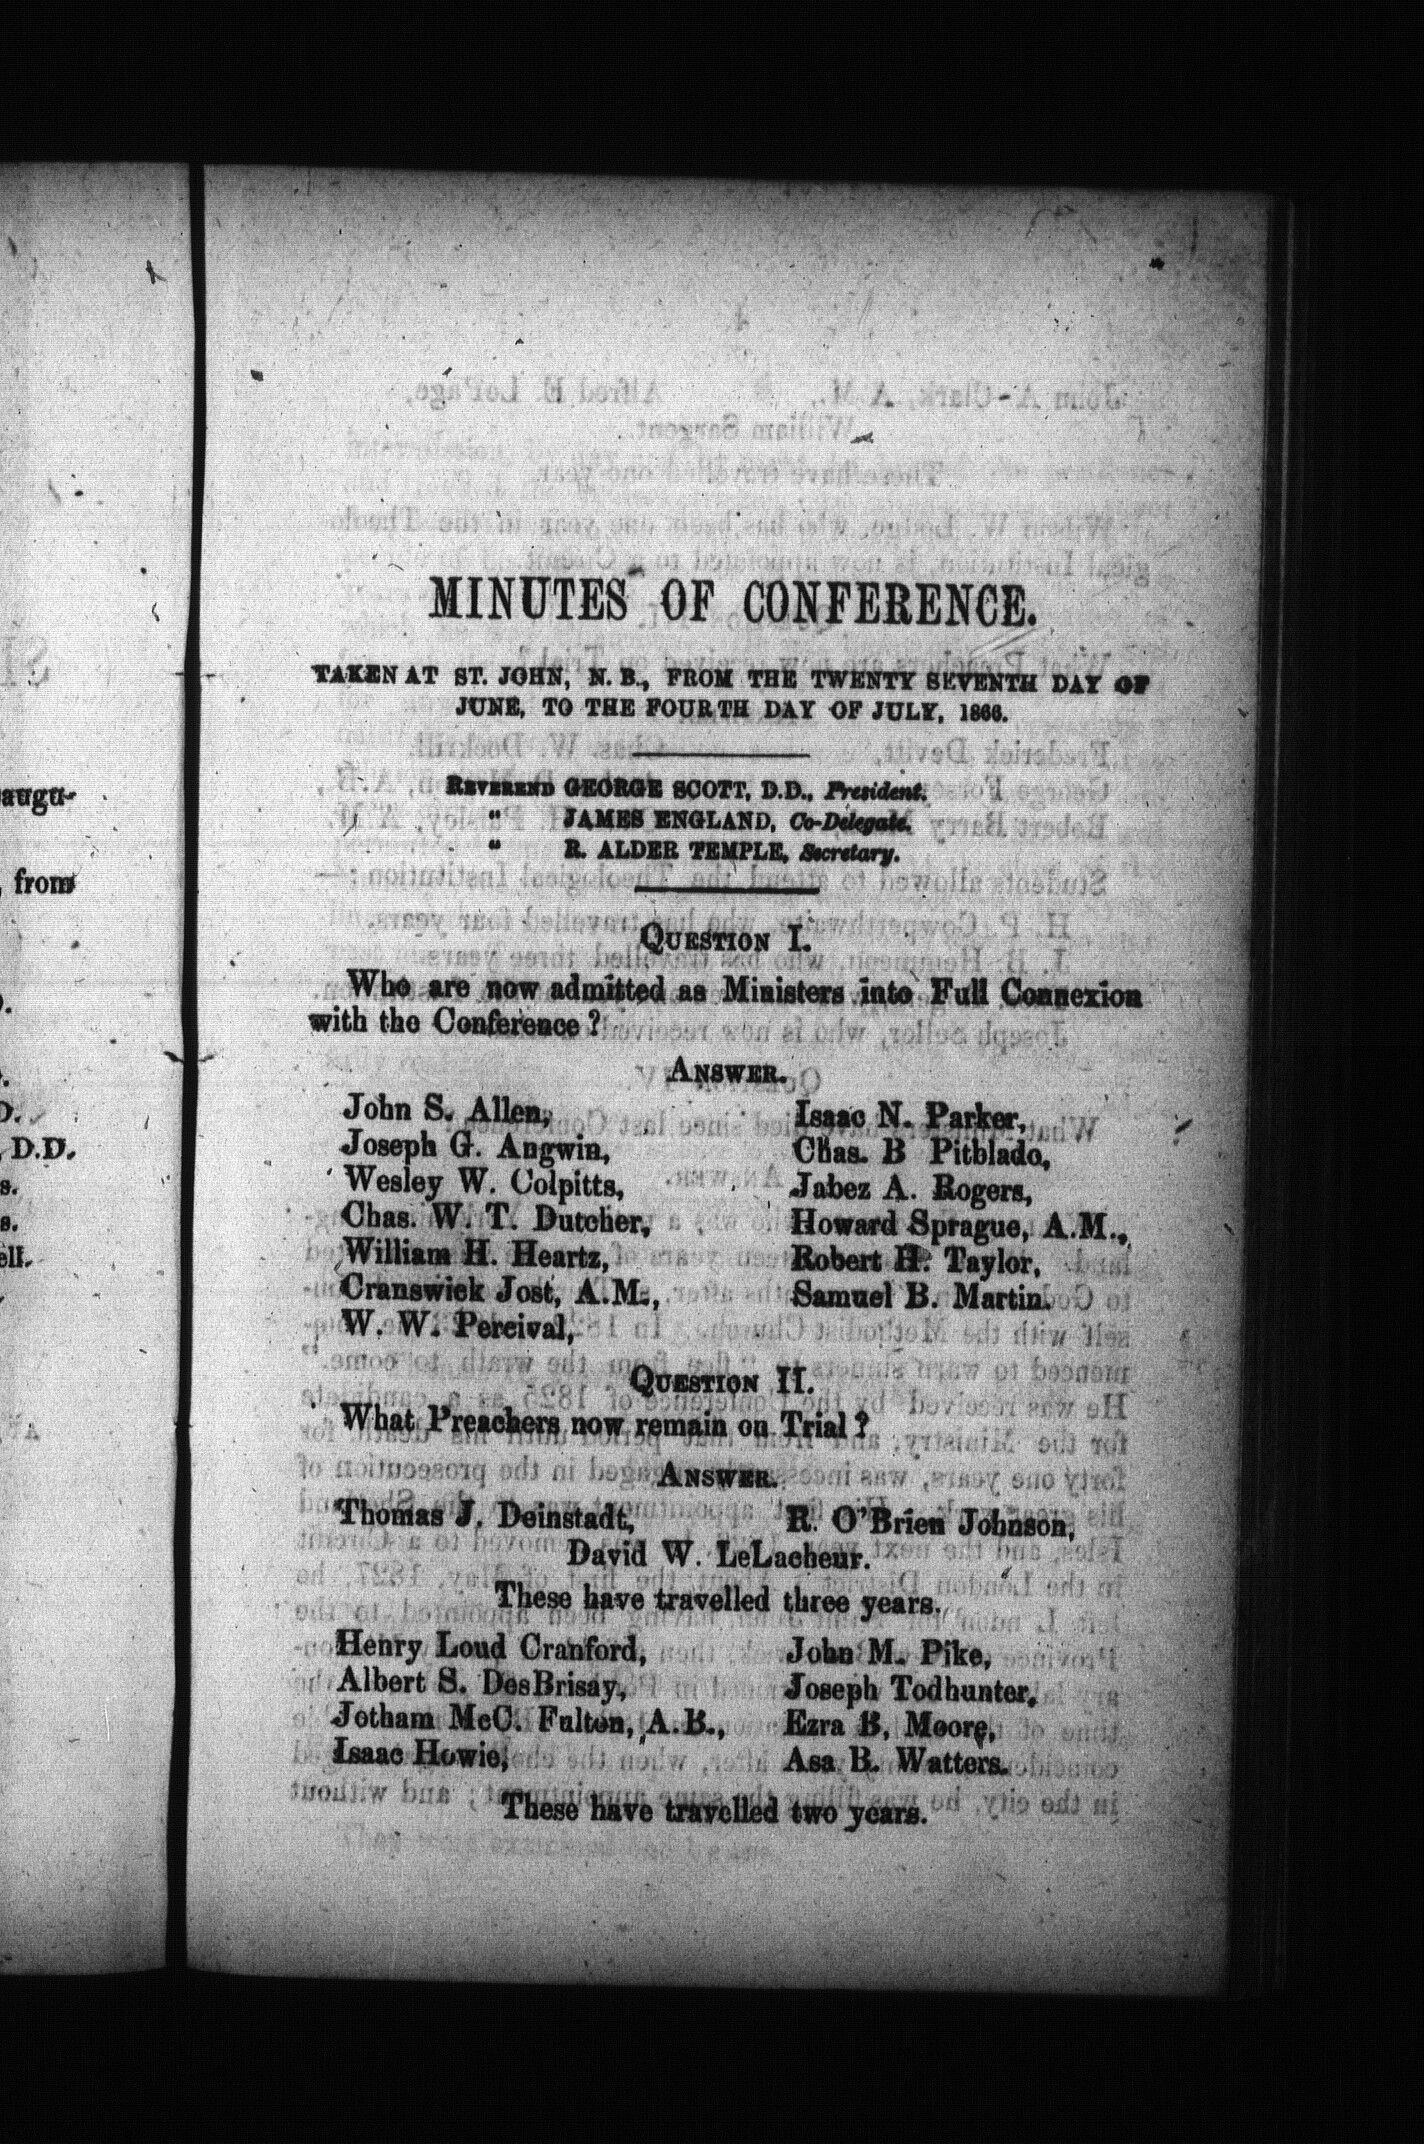 MINUTES OF CONFERENCE.
TAKEN AT ST. JOHN, N. B., FROM THE TWENTY SEVENTH DAY OF
JUNE, TO THE FOURTH DAY OF JULY, 1866.
REVEREND GEORGE SCOTT, D.D., President.
" JAMES ENGLAND, Co-Delegate.
" R. ALDER TEMPLE, Secretary.
QUESTION I.
Who are now admitted as Ministers into Full Connexion
with the Conference?
ANSWER.
John S. Allen, Isaac N. Parker,
Joseph G. Angwin, Chas. B Pitblado,
Wesley W. Colpitts, Jabez A. Rogers,
Chas. W. T. Dutcher, Howard Sprague, A.M.,
William H. Heartz, Robert H. Taylor,
Cranswick Jost, A.M., Samuel B. Martin.
W. W. Percival,
QUESTION II.
What Preachers now remain on Trial?
ANSWER.
Thomas J. Deinstadt, R. O'Brien Johnson,
David W. LeLacheur.
These have travelled three years.
Henry Loud Cranford, John M. Pike,
Albert S. DesBrisay, Joseph Todhunter,
Jotham McC. Fulton, A.B., Ezra B, Moore,
Isaac Howie, Asa B. Watters.
These have travelled two years.